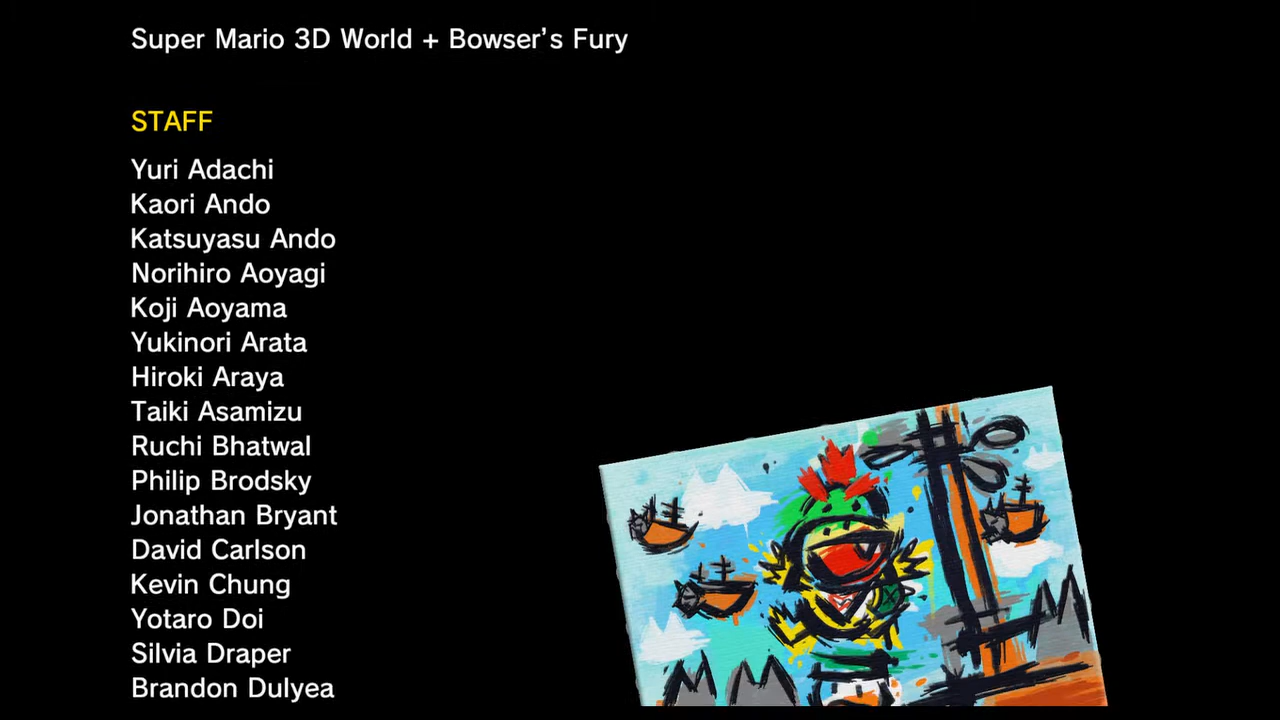 Super Mario 3D World + Bowser’s Fury
STAFF
Yuri Adachi
Kaori Ando
Katsuyasu Ando
Norihiro Aoyagi
Koji Aoyama
Yukinori Arata
Hiroki Araya
Taiki Asamizu
Ruchi Bhatwal
Philip Brodsky
Jonathan Bryant
David Carlson
Kevin Chung
Yotaro Doi
Silvia Draper
Brandon Dulyea